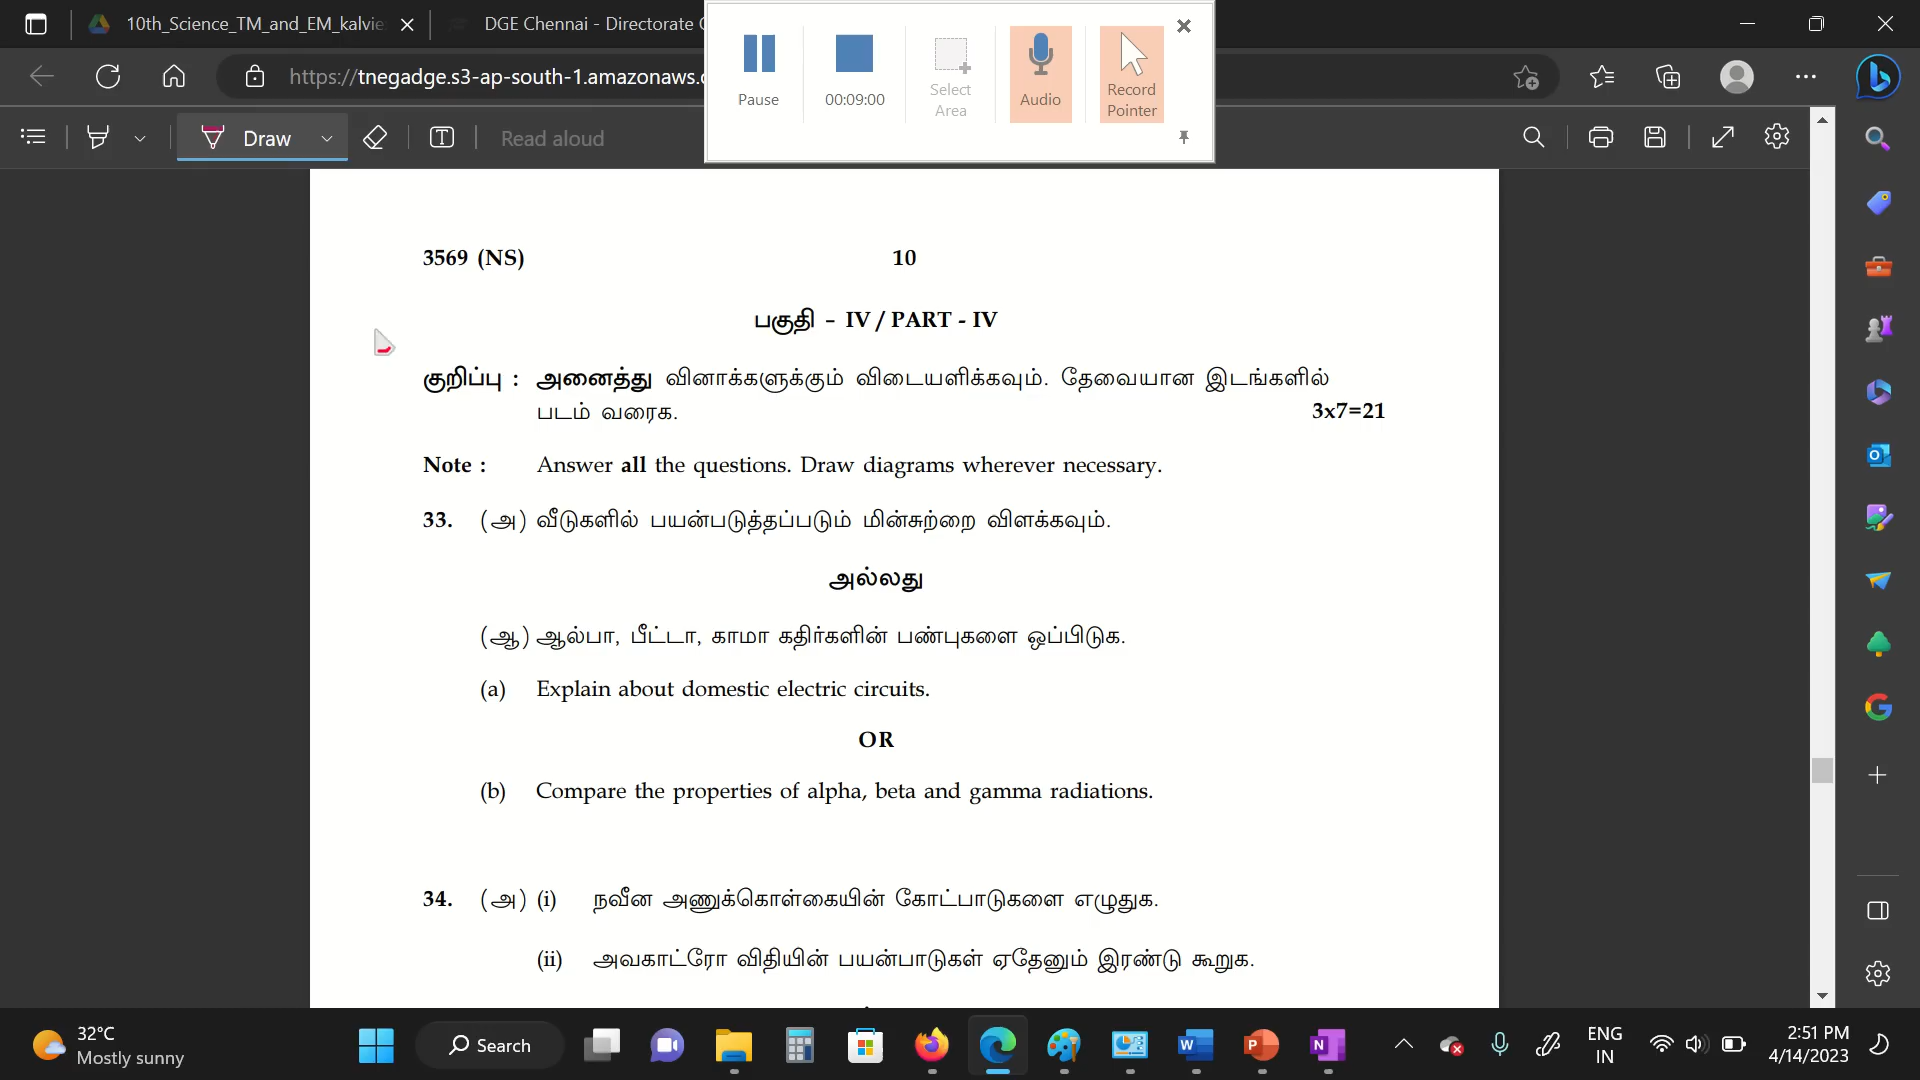 10th_Science_TM_and_EM_kalvie
DGE Chennai - Directorate
https://tnegadge.s3-ap-south-1.amazonaws.c
Pause
00:09:00
Select
Area
Audio
Record
Pointer
Draw
Read aloud
3569 (NS)
10
பகுதி - IV / PART - IV
குறிப்பு : அனைத்து வினாக்களுக்கும் விடையளிக்கவும். தேவையான இடங்களில்
படம் வரைக. 3x7=21
Note : Answer all the questions. Draw diagrams wherever necessary.
33. (அ) வீடுகளில் பயன்படுத்தப்படும் மின்சுற்றை விளக்கவும்.
அல்லது
(ஆ) ஆல்பா, பீட்டா, காமா கதிர்களின் பண்புகளை ஒப்பிடுக.
(a) Explain about domestic electric circuits.
OR
(b) Compare the properties of alpha, beta and gamma radiations.
34. (அ) (i) நவீன அணுக்கொள்கையின் கோட்பாடுகளை எழுதுக.
(ii) அவகாட்ரோ விதியின் பயன்பாடுகள் ஏதேனும் இரண்டு கூறுக.
32°C
Mostly sunny
Search
ENG
IN
2:51 PM
4/14/2023